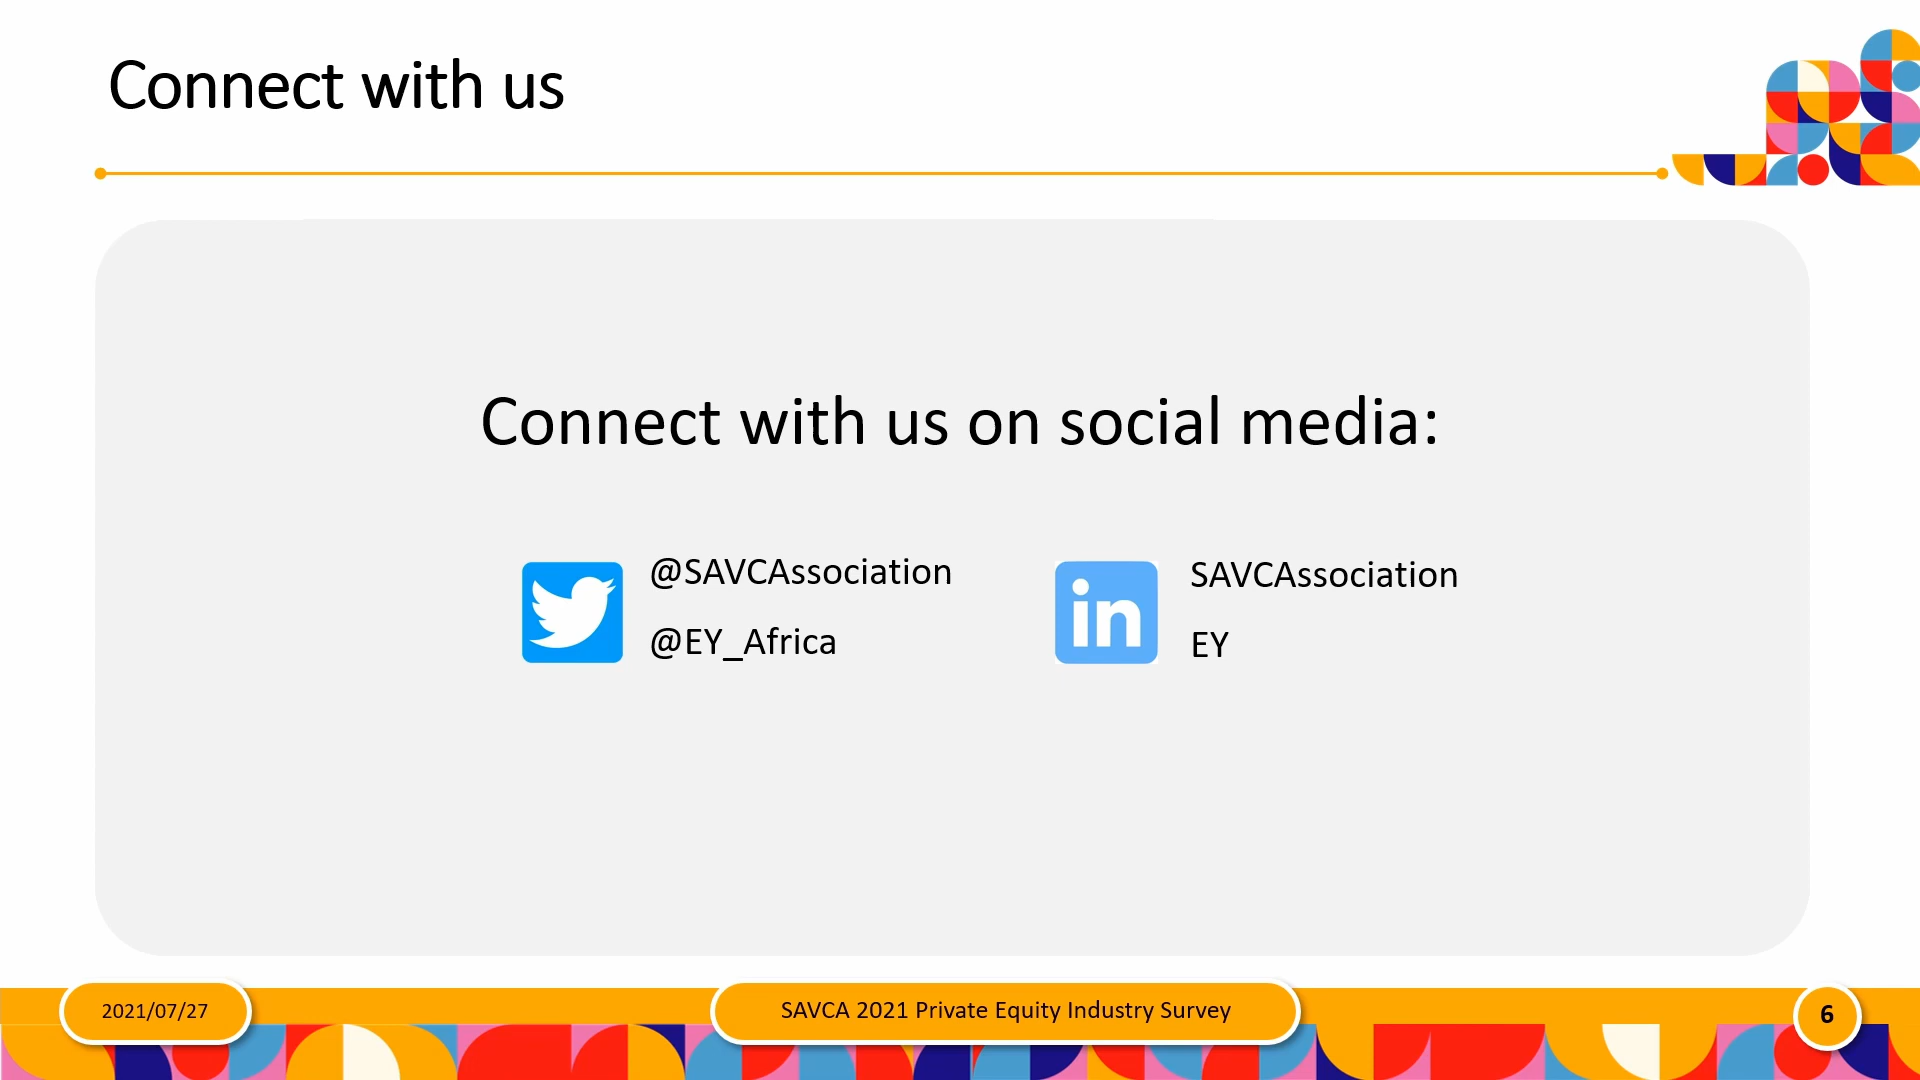 Connect with us
Connect with us on social media:
@SAVCAssociation
@EY_Africa
in
SAVCAssociation
EY
2021/07/27
SAVCA 2021 Private Equity Industry Survey
6